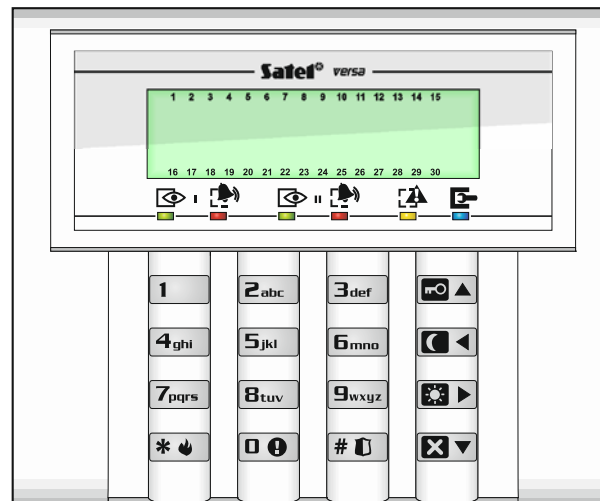 Satel versa
1 2 3 4 5 6 7 8 9 10 11 12 13 14 15
16 17 18 19 20 21 22 23 24 25 26 27 28 29 30
I II
1 2abc 3def
4ghi 5jkl 6mno
7pqrs 8tuv 9wxyz
* 0 #